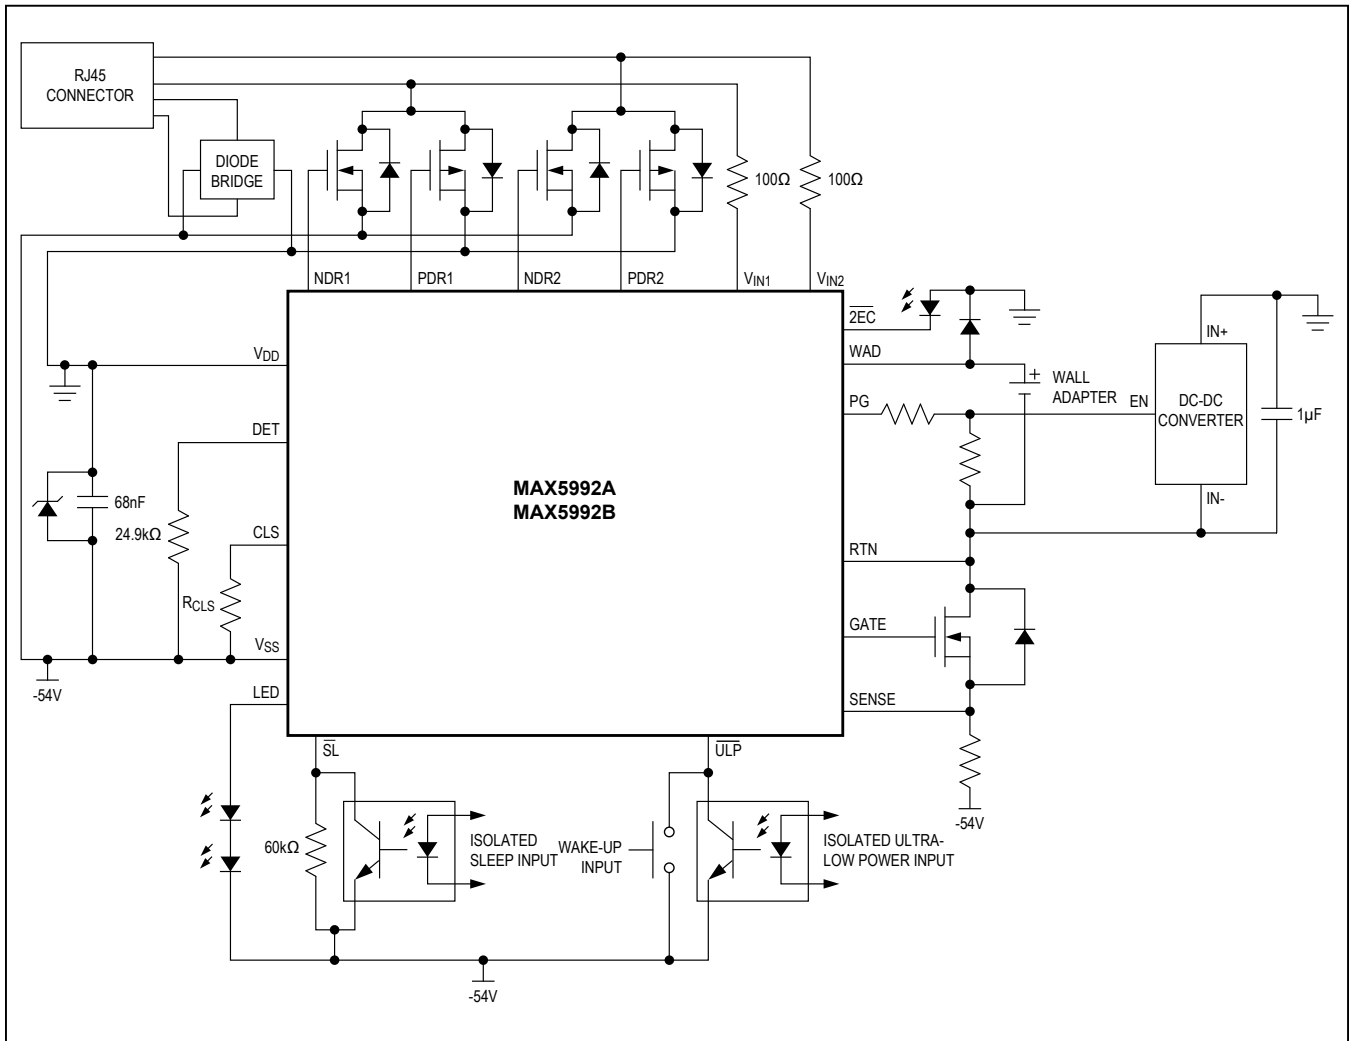 RJ45
CONNECTOR
DIODE
BRIDGE
100Ω
100Ω
NDR1
PDR1
NDR2
PDR2
VIN1
VIN2
2EC
IN+
VDD
WAD
+
WALL
ADAPTER
PG
EN
DC-DC
CONVERTER
1µF
DET
MAX5992A
MAX5992B
68nF
IN-
24.9kΩ
CLS
RTN
RCLS
GATE
VSS
-54V
LED
SENSE
SL
ULP
-54V
60kΩ
ISOLATED
SLEEP INPUT
WAKE-UP
INPUT
ISOLATED ULTRA-
LOW POWER INPUT
-54V